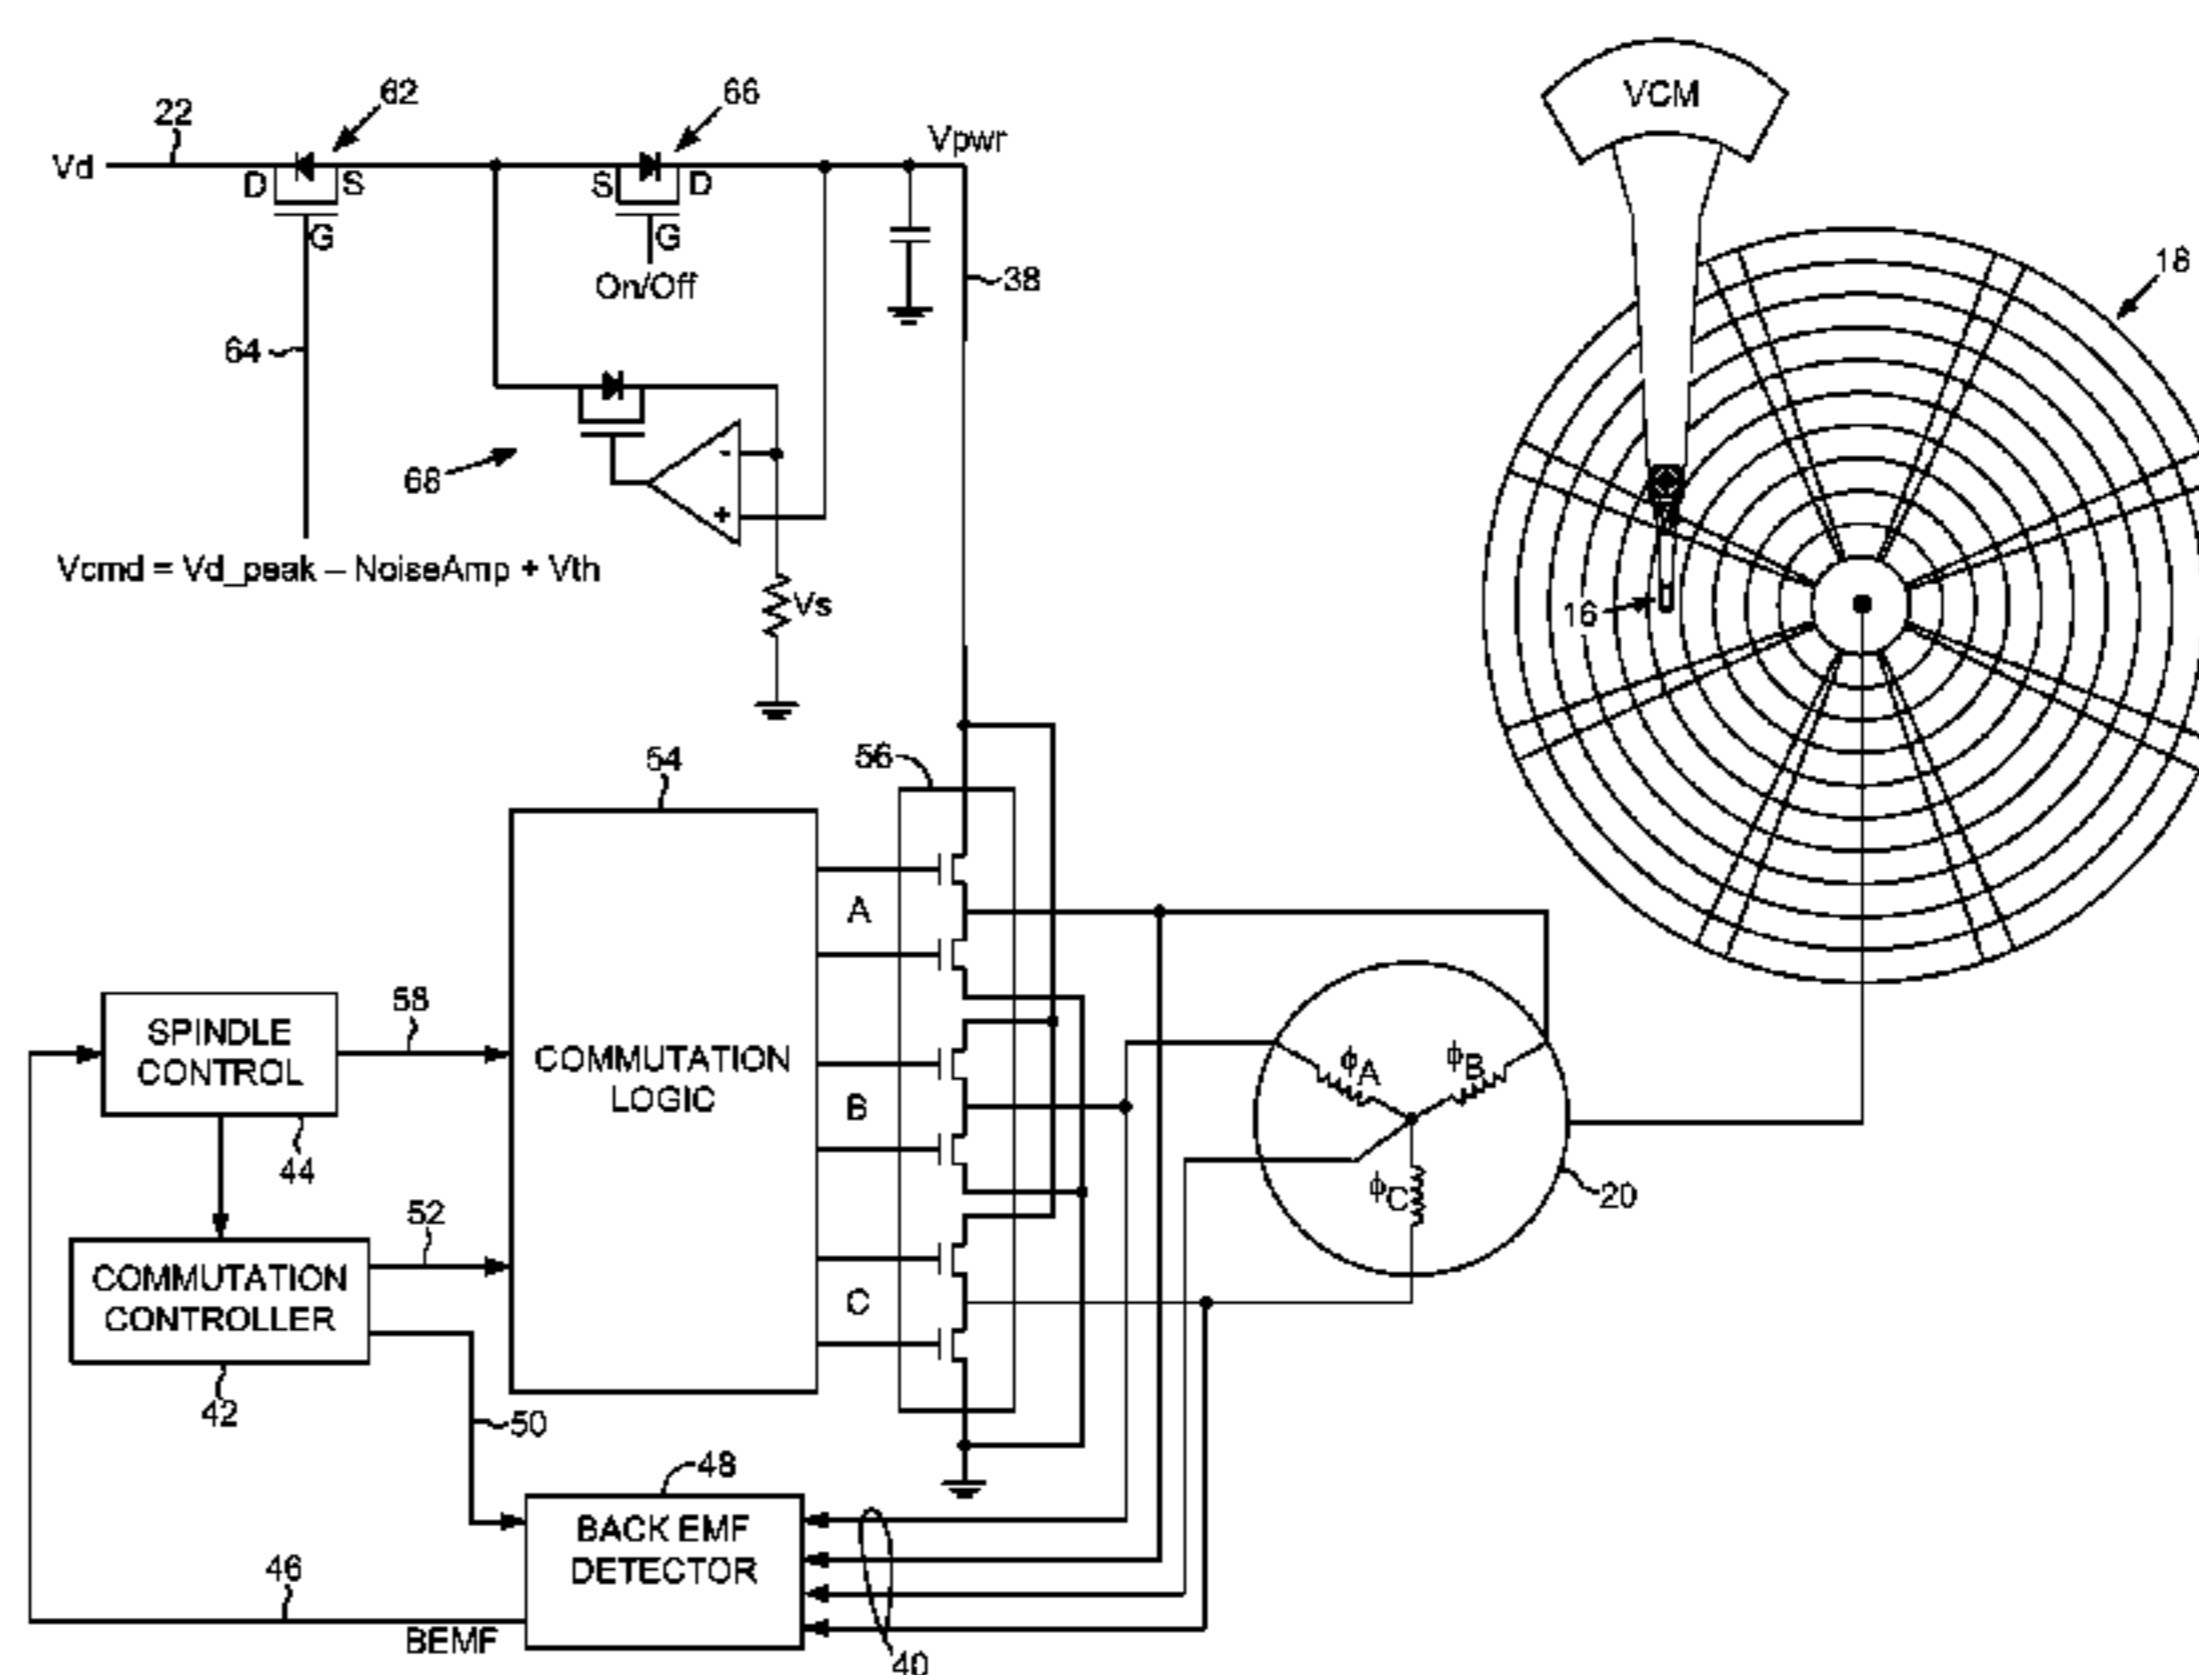 22
62
66
Vd
D
S
G
S
D
G
On/Off
Vpwr
38
VCM
18
64
68
-
+
Vcmd = Vd_peak – NoiseAmp + Vth
Vs
16
54
56
A
B
C
COMMUTATION
LOGIC
SPINDLE
CONTROL
58
44
52
COMMUTATION
CONTROLLER
42
50
ϕA
ϕB
ϕC
20
48
BACK EMF
DETECTOR
46
BEMF
40